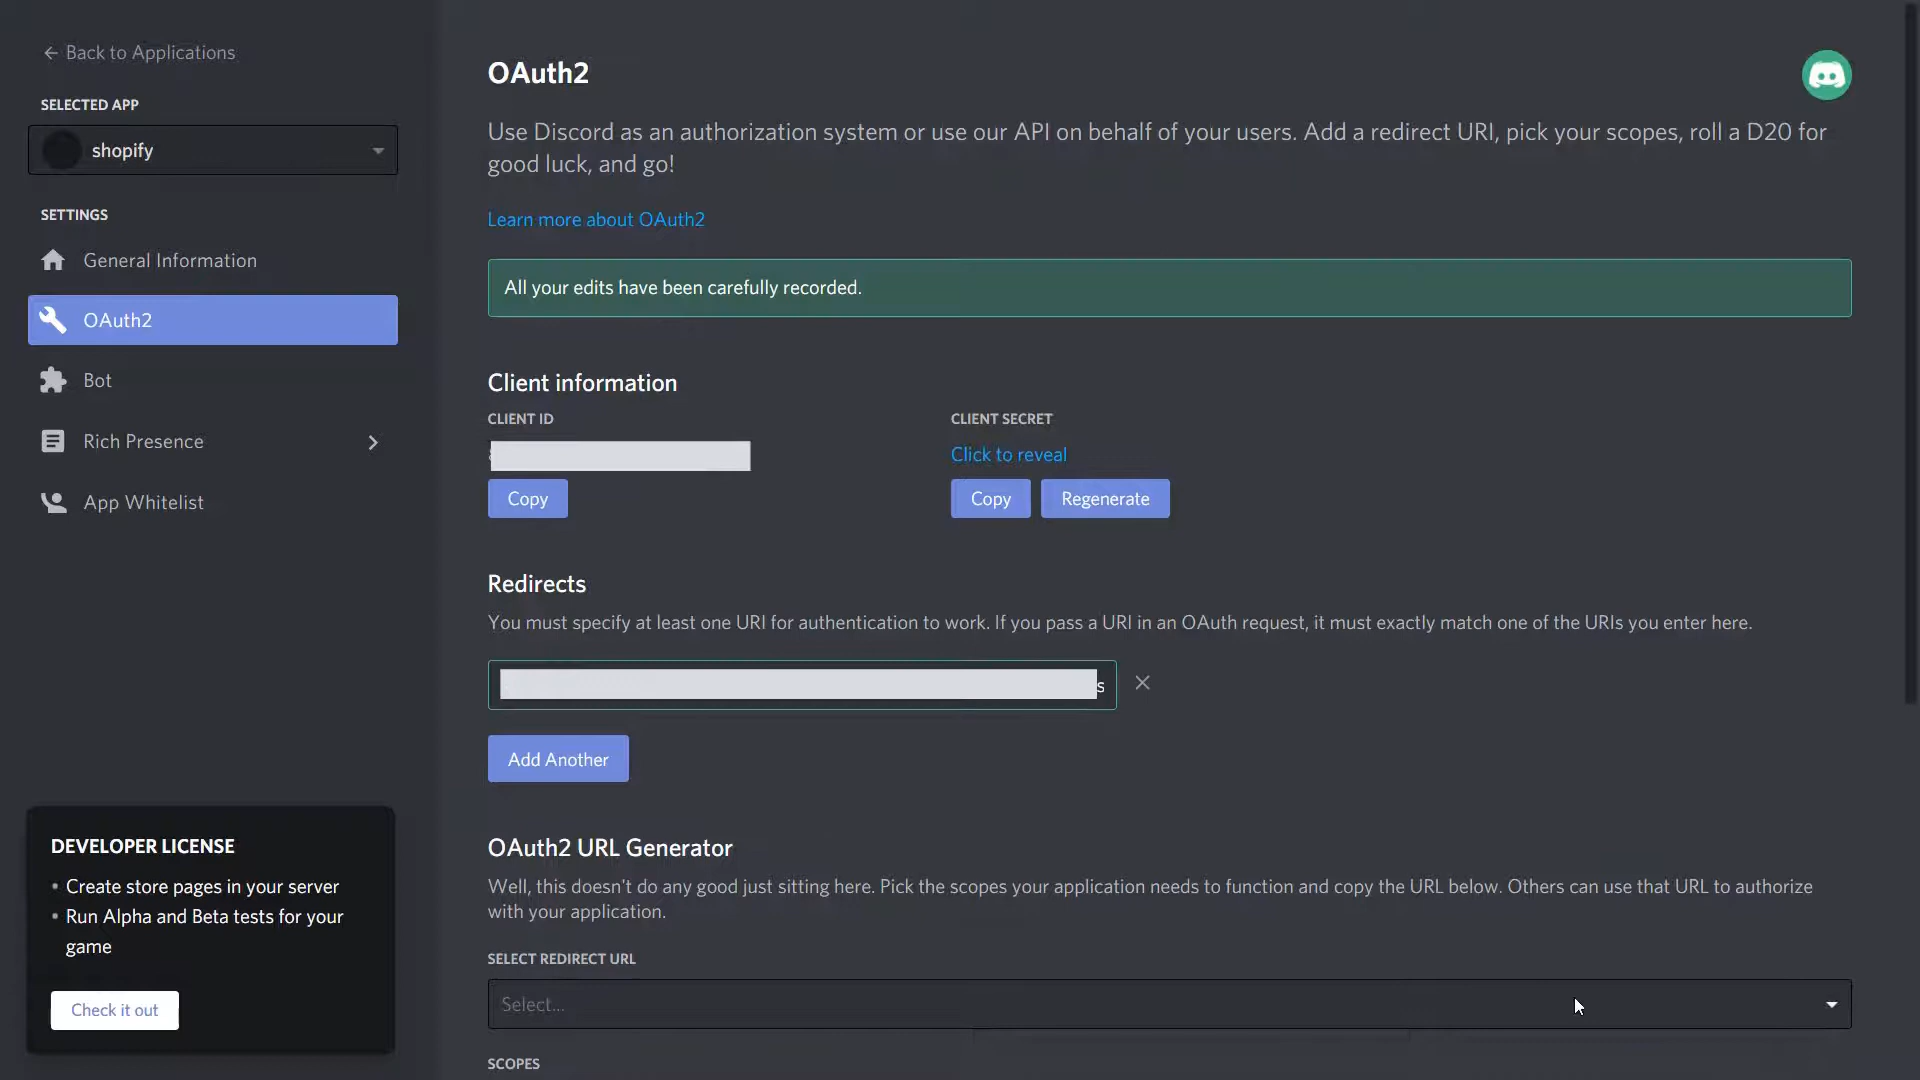 Back to Applications
SELECTED APP
shopify
SETTINGS
General Information
OAuth2
Bot
Rich Presence
App Whitelist
DEVELOPER LICENSE
• Create store pages in your server
• Run Alpha and Beta tests for your
game
Check it out
OAuth2
Use Discord as an authorization system or use our API on behalf of your users. Add a redirect URI, pick your scopes, roll a D20 for
good luck, and go!
Learn more about OAuth2
All your edits have been carefully recorded.
Client information
CLIENT ID
Copy
CLIENT SECRET
Click to reveal
Copy
Regenerate
Redirects
You must specify at least one URI for authentication to work. If you pass a URI in an OAuth request, it must exactly match one of the URIs you enter here.
s
Add Another
OAuth2 URL Generator
Well, this doesn't do any good just sitting here. Pick the scopes your application needs to function and copy the URL below. Others can use that URL to authorize
with your application.
SELECT REDIRECT URL
Select...
SCOPES